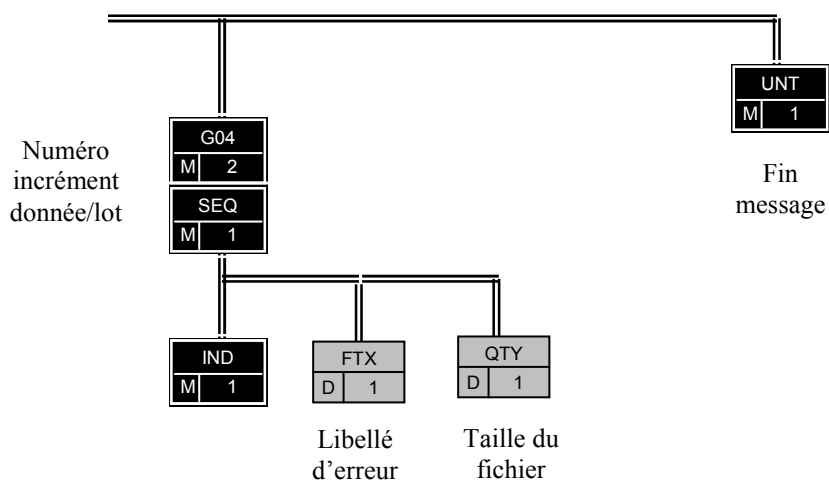 UNT
M 1
Fin
message
Numéro
incrément
donnée/lot
G04
M 2
SEQ
M 1
IND
M 1
FTX
D 1
QTY
D 1
Libellé
d’erreur
Taille du
fichier